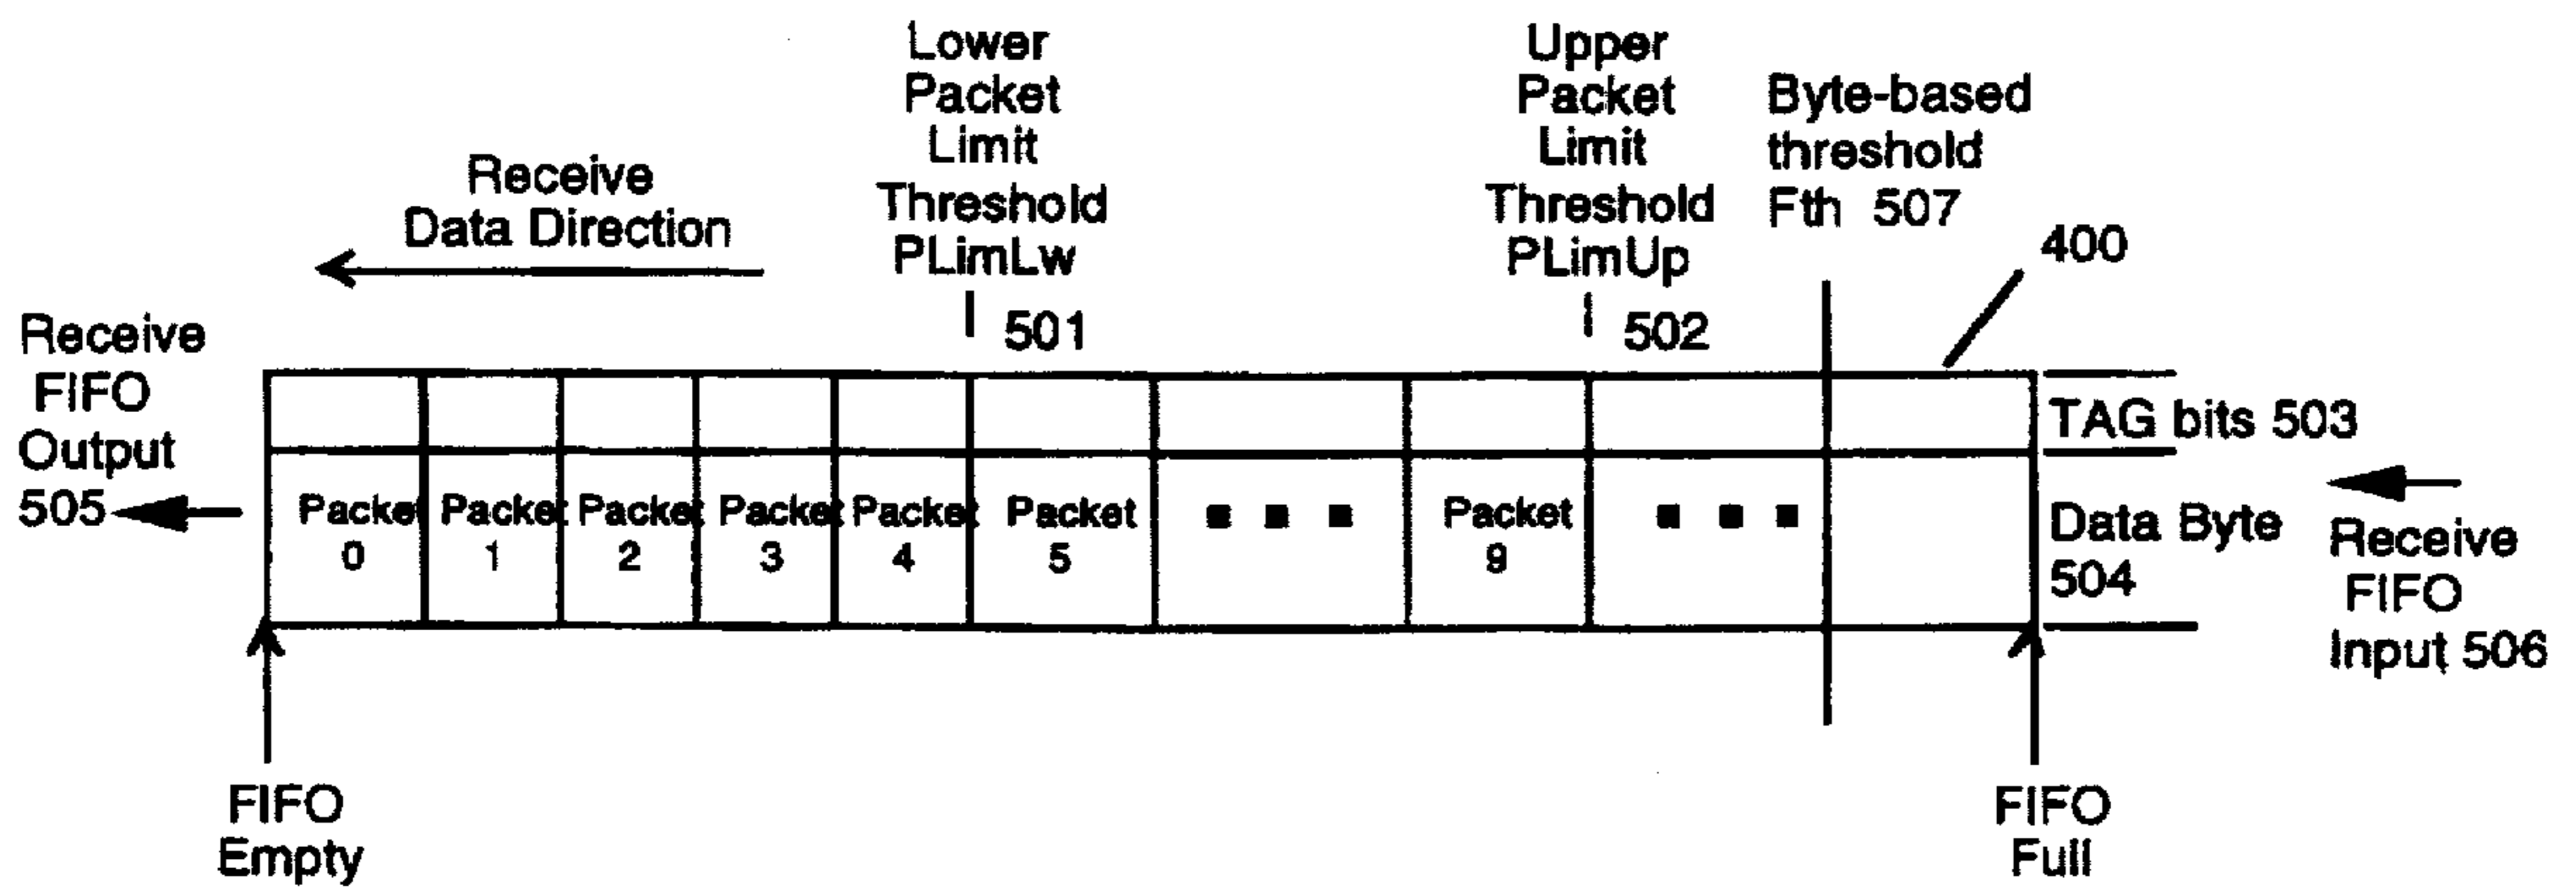 Lower
Packet
Limit
Threshold
PLimLw
501
Upper
Packet
Limit
Threshold
PLimUp
502
Byte-based
threshold
Fth 507
400
Receive
Data Direction
Receive
FIFO
Output
505
TAG bits 503
Data Byte
504
Receive
FIFO
Input 506
Packet
0
Packet
1
Packet
2
Packet
3
Packet
4
Packet
5
Packet
9
FIFO
Empty
FIFO
Full